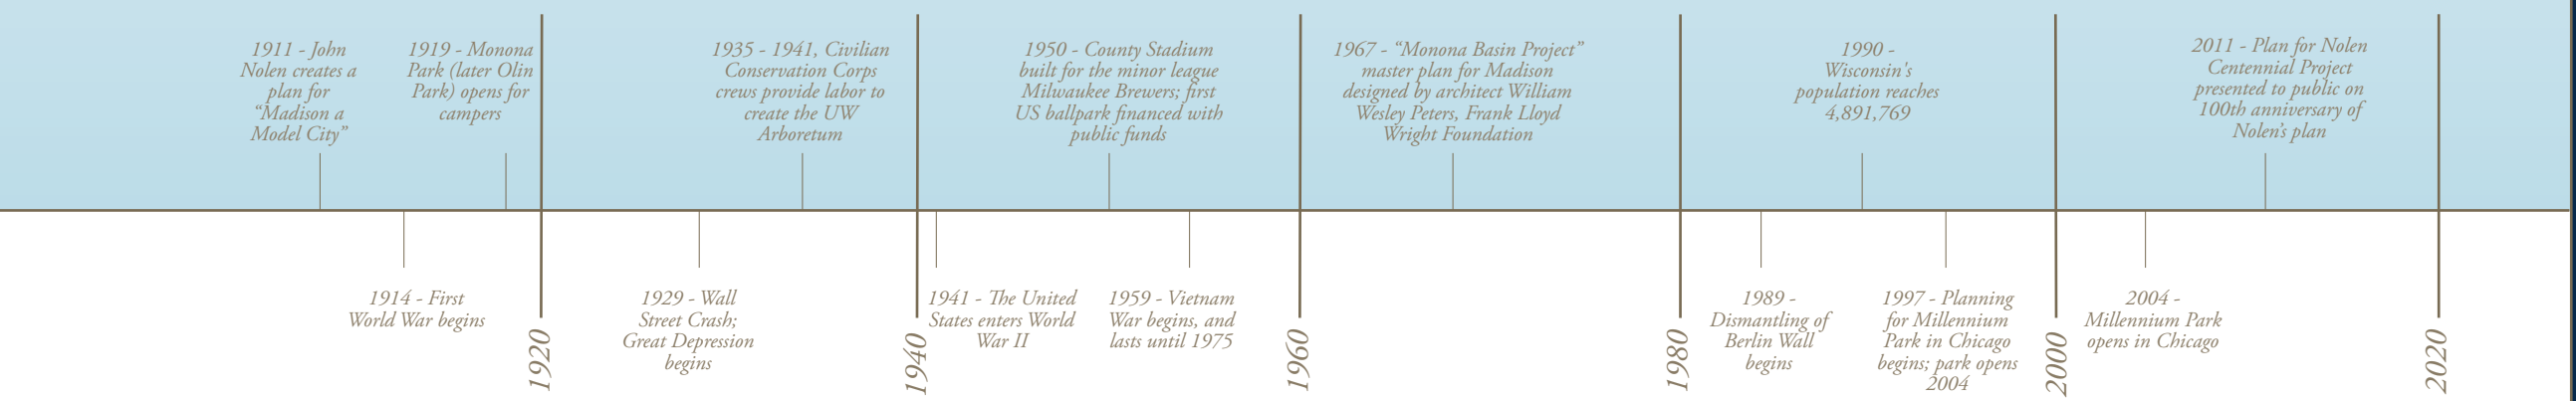 1911 - John
Nolen creates a
plan for
“Madison a
Model City”
1919 - Monona
Park (later Olin
Park) opens for
campers
1935 - 1941, Civilian
Conservation Corps
crews provide labor to
create the UW
Arboretum
1950 - County Stadium
built for the minor league
Milwaukee Brewers; first
US ballpark financed with
public funds
1967 - “Monona Basin Project”
master plan for Madison
designed by architect William
Wesley Peters, Frank Lloyd
Wright Foundation
1990 -
Wisconsin's
population reaches
4,891,769
2011 - Plan for Nolen
Centennial Project
presented to public on
100th anniversary of
Nolen’s plan
1914 - First
World War begins
1920
1929 - Wall
Street Crash;
Great Depression
begins
1940
1941 - The United
States enters World
War II
1959 - Vietnam
War begins, and
lasts until 1975
1960
1980
1989 -
Dismantling of
Berlin Wall
begins
1997 - Planning
for Millennium
Park in Chicago
begins; park opens
2004
2000
2004 -
Millennium Park
opens in Chicago
2020